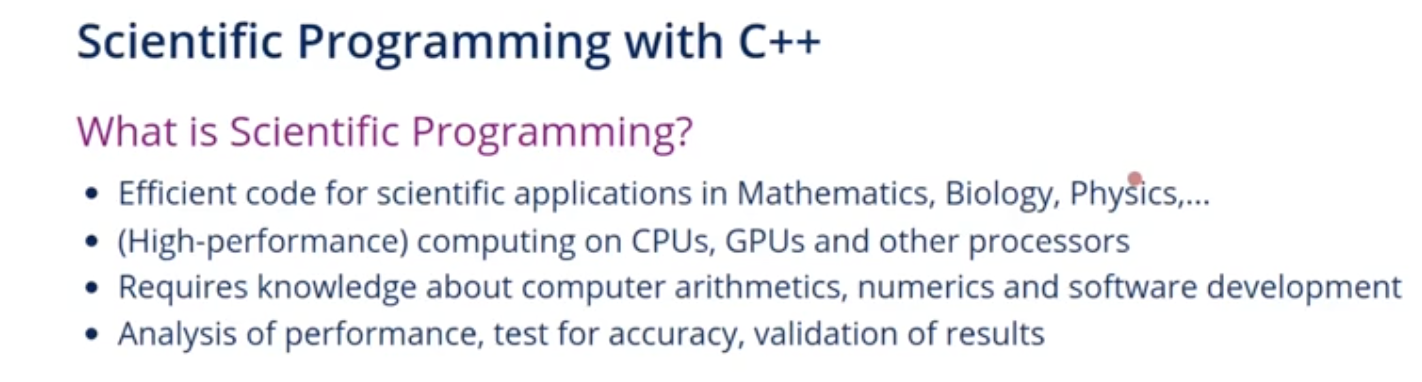 Scientific Programming with C++
What is Scientific Programming?
• Efficient code for scientific applications in Mathematics, Biology, Physics,...
• (High-performance) computing on CPUs, GPUs and other processors
• Requires knowledge about computer arithmetics, numerics and software development
• Analysis of performance, test for accuracy, validation of results